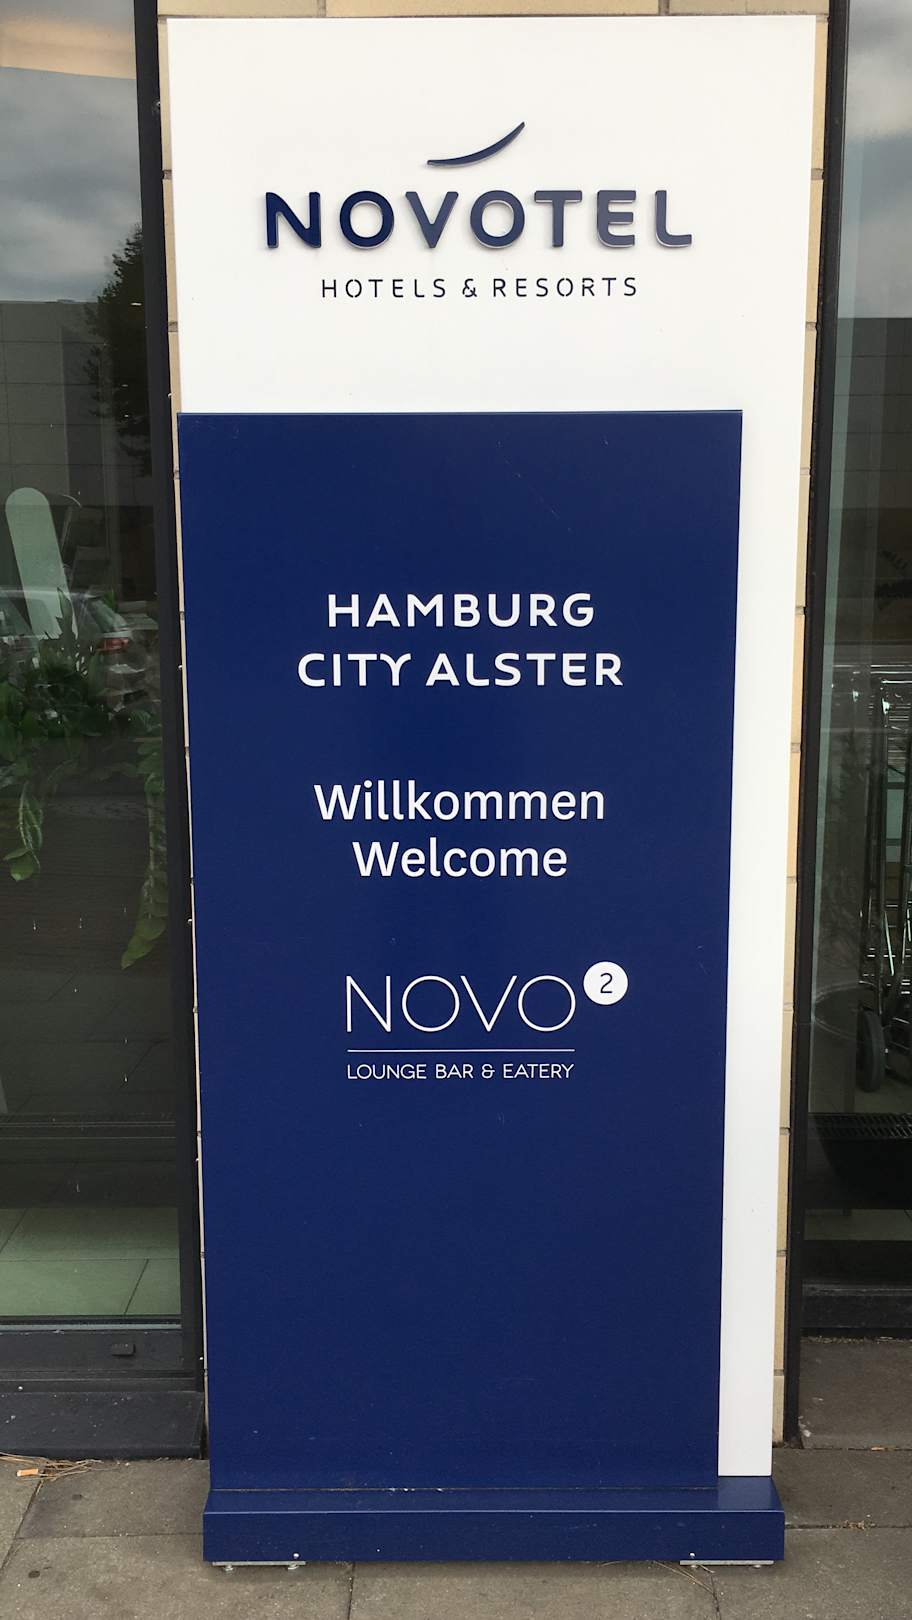 NOVOTEL
HOTELS & RESORTS
HAMBURG
CITY ALSTER
Willkommen
Welcome
NOVO 2
LOUNGE BAR & EATERY